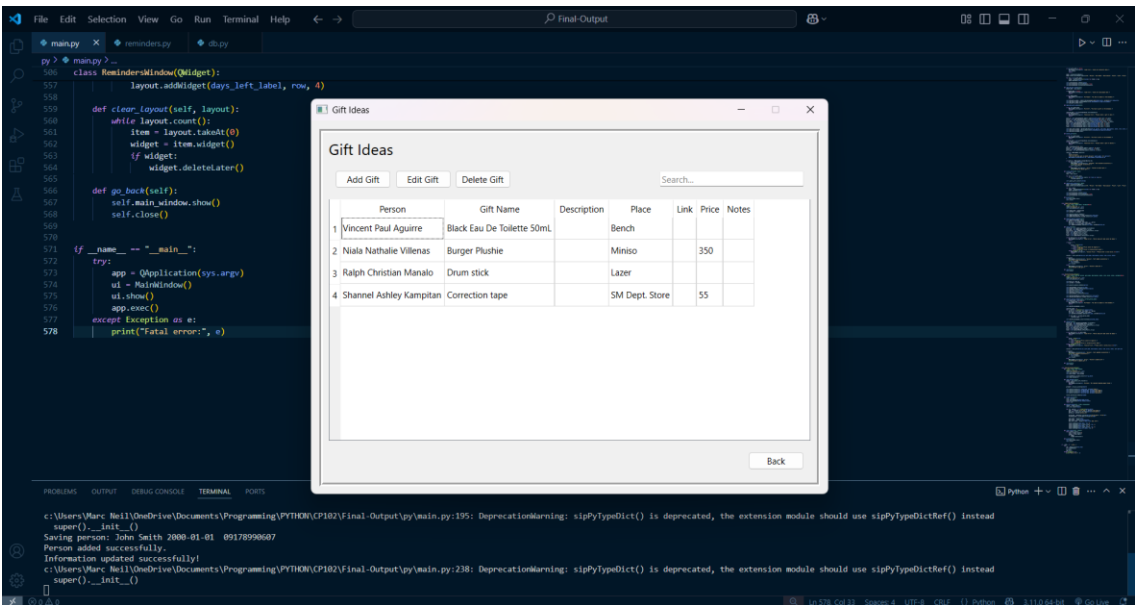 File Edit Selection View Go Run Terminal Help
Final-Output
main.py
reminders.py
db.py
py > main.py > ...
506 class RemindersWindow(QWidget):
557 layout.addWidget(days_left_label, row, 4)
558
559 def clear_layout(self, layout):
560 while layout.count():
561 item = layout.takeAt(0)
562 widget = item.widget()
563 if widget:
564 widget.deleteLater()
565
566 def go_back(self):
567 self.main_window.show()
568 self.close()
569
570
571 if __name__ == "__main__":
572 try:
573 app = QApplication(sys.argv)
574 ui = MainWindow()
575 ui.show()
576 app.exec()
577 except Exception as e:
578 print("Fatal error:", e)
Gift Ideas
Gift Ideas
Add Gift Edit Gift Delete Gift Search...
Person Gift Name Description Place Link Price Notes
1 Vincent Paul Aguirre Black Eau De Toilette 50mL Bench
2 Niala Nathalie Villenas Burger Plushie Miniso 350
3 Ralph Christian Manalo Drum stick Lazer
4 Shannel Ashley Kampitan Correction tape SM Dept. Store 55
Back
PROBLEMS OUTPUT DEBUG CONSOLE TERMINAL PORTS
Python
c:\Users\Marc Neil\OneDrive\Documents\Programming\PYTHON\CP102\Final-Output\py\main.py:195: DeprecationWarning: sipPyTypeDict() is deprecated, the extension module should use sipPyTypeDictRef() instead
super().__init__()
Saving person: John Smith 2000-01-01 09178990607
Person added successfully.
Information updated successfully!
c:\Users\Marc Neil\OneDrive\Documents\Programming\PYTHON\CP102\Final-Output\py\main.py:238: DeprecationWarning: sipPyTypeDict() is deprecated, the extension module should use sipPyTypeDictRef() instead
super().__init__()
0 0 Ln 578, Col 33 Spaces: 4 UTF-8 CRLF Python 3.11.0 64-bit Go Live